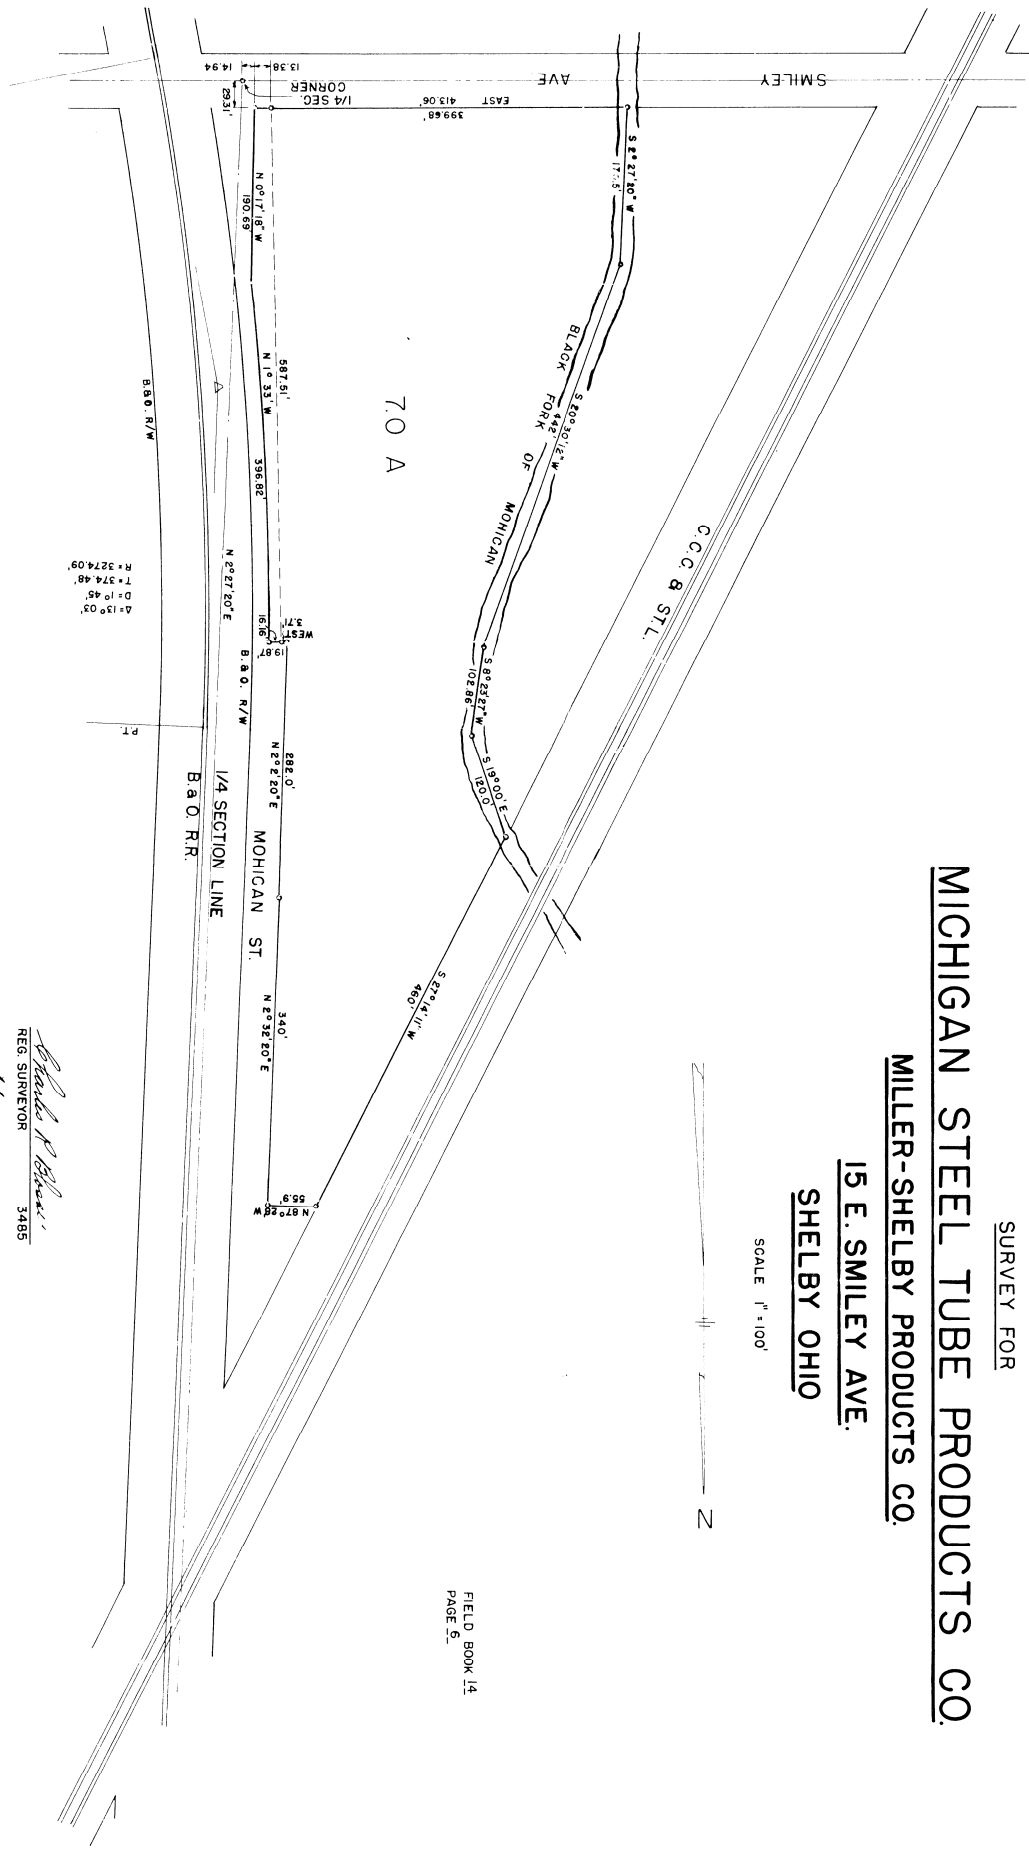 SURVEY FOR
MICHIGAN STEEL TUBE PRODUCTS CO.
MILLER-SHELBY PRODUCTS CO.
15 E. SMILEY AVE.
SHELBY OHIO
SCALE 1" = 100'
N
FIELD BOOK 14
PAGE 6
SMILEY AVE
EAST 413.06'
399.68'
1/4 SEC.
CORNER
13.38
14.94
29.31'
S 2° 27' 20" W
S 20° 30' 12" W
442'
BLACK FORK OF MOHICAN
S 8° 23' 27" W
102.86'
S 19° 00' E
120.0'
C.C.C. & ST. L.
S 27° 14' 11" W
460'
N 87° 28' W
55.9'
7.0 A
N 0° 17' 18" W
190.69'
587.51'
N 1° 33' W
396.82'
WEST
3.71'
16.16'
19.87'
282.0'
N 2° 2' 20" E
340'
N 2° 32' 20" E
MOHICAN ST.
B.&O. R/W
N 2° 27' 20" E
1/4 SECTION LINE
B.&O. R.R.
B.&O. R/W
P.T.
Δ = 13° 03'
D = 1° 45'
T = 374.48'
R = 3274.09'
REG. SURVEYOR 3485